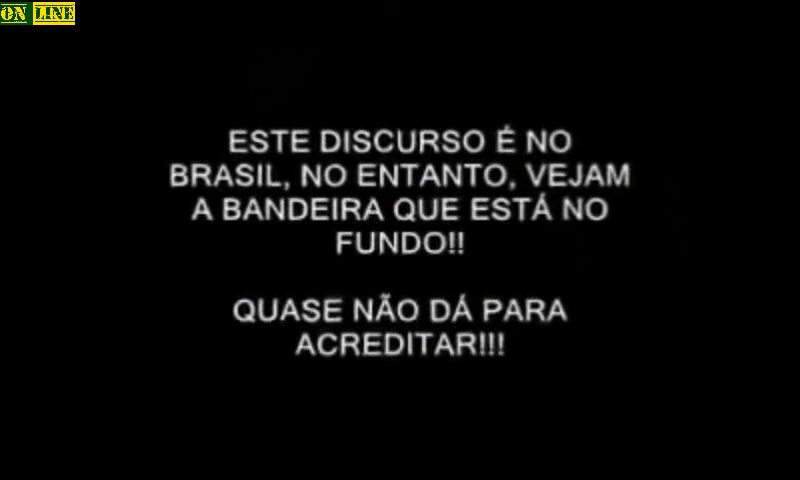 ON LINE
ESTE DISCURSO É NO
BRASIL, NO ENTANTO, VEJAM
A BANDEIRA QUE ESTÁ NO
FUNDO!!
QUASE NÃO DÁ PARA
ACREDITAR!!!